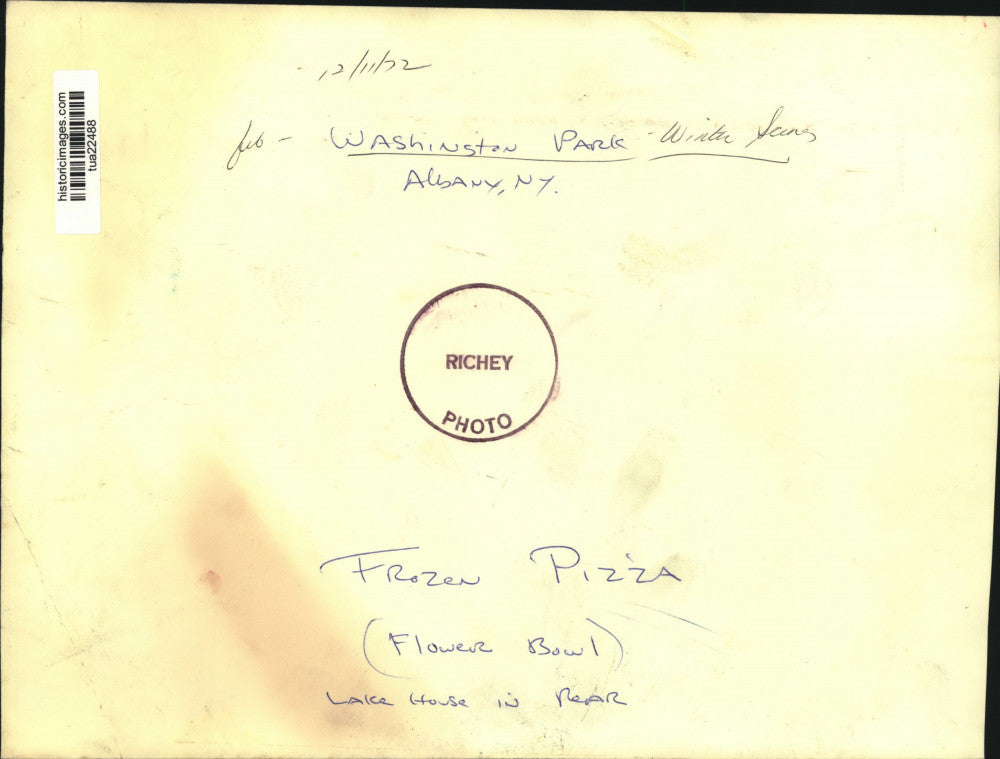 12/11/72
historicimages.com
tua22488
Washington Park - Winter Scenes
Albany, NY.
RICHEY
PHOTO
Frozen Pizza
(Flower Bowl)
Lake House in Rear